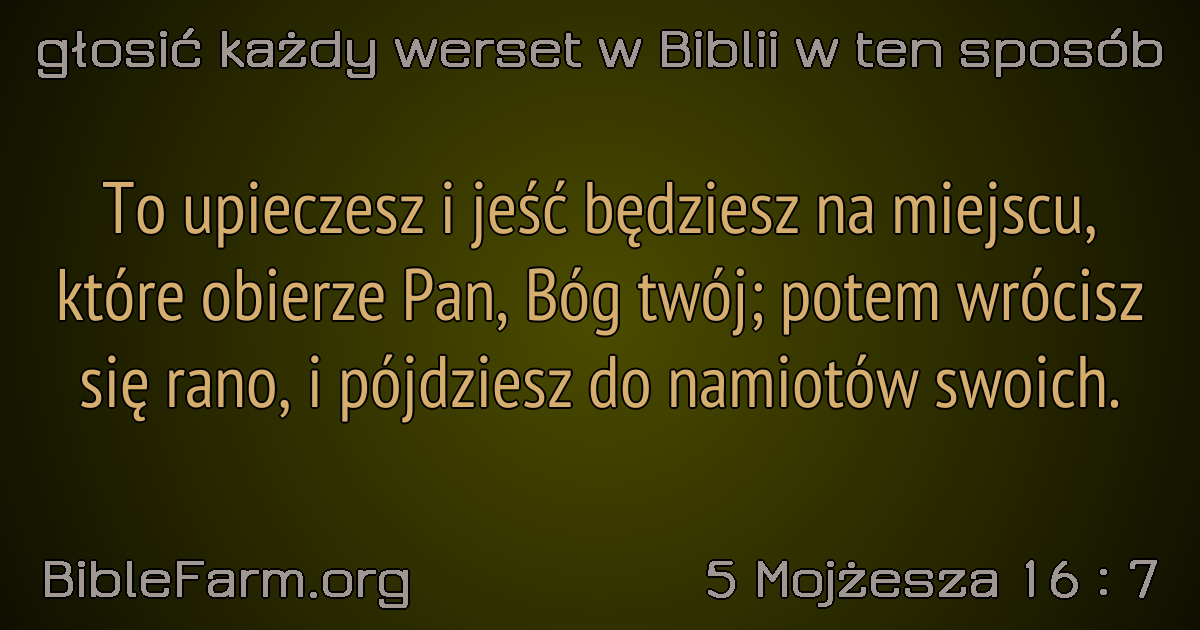 głosić każdy werset w Biblii w ten sposób
To upieczesz i jeść będziesz na miejscu,
które obierze Pan, Bóg twój; potem wrócisz
się rano, i pójdziesz do namiotów swoich.
BibleFarm.org
5 Mojżesza 16 : 7